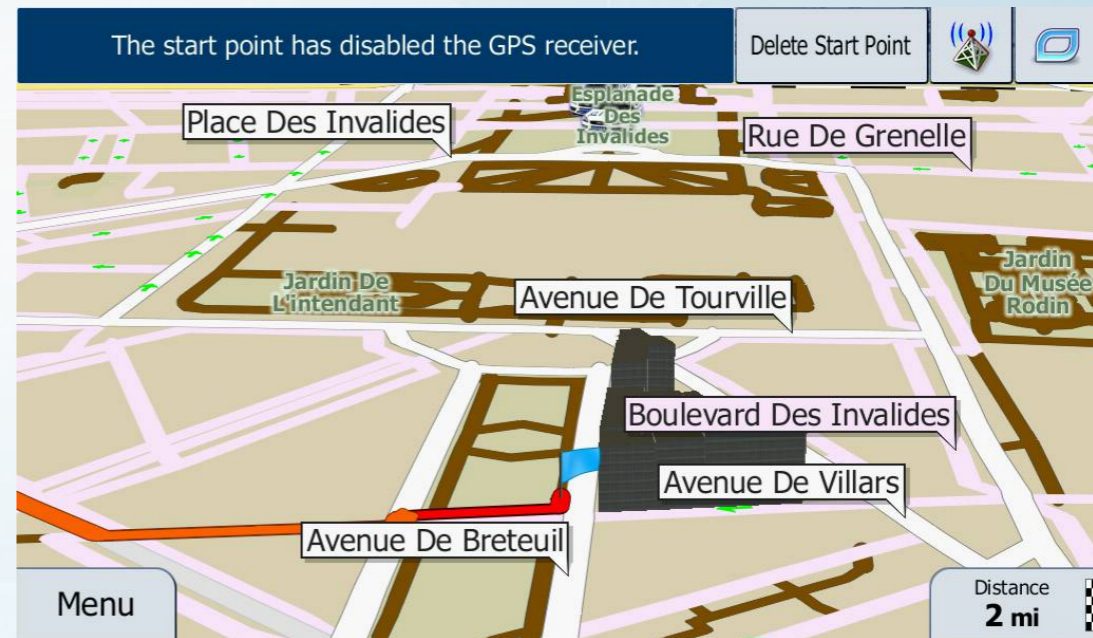 The start point has disabled the GPS receiver.
Delete Start Point
Esplanade
Des
Invalides
Place Des Invalides
Rue De Grenelle
Jardin De
L'intendant
Jardin
Du Musée
Rodin
Avenue De Tourville
Boulevard Des Invalides
Avenue De Villars
Avenue De Breteuil
Menu
Distance
2 mi